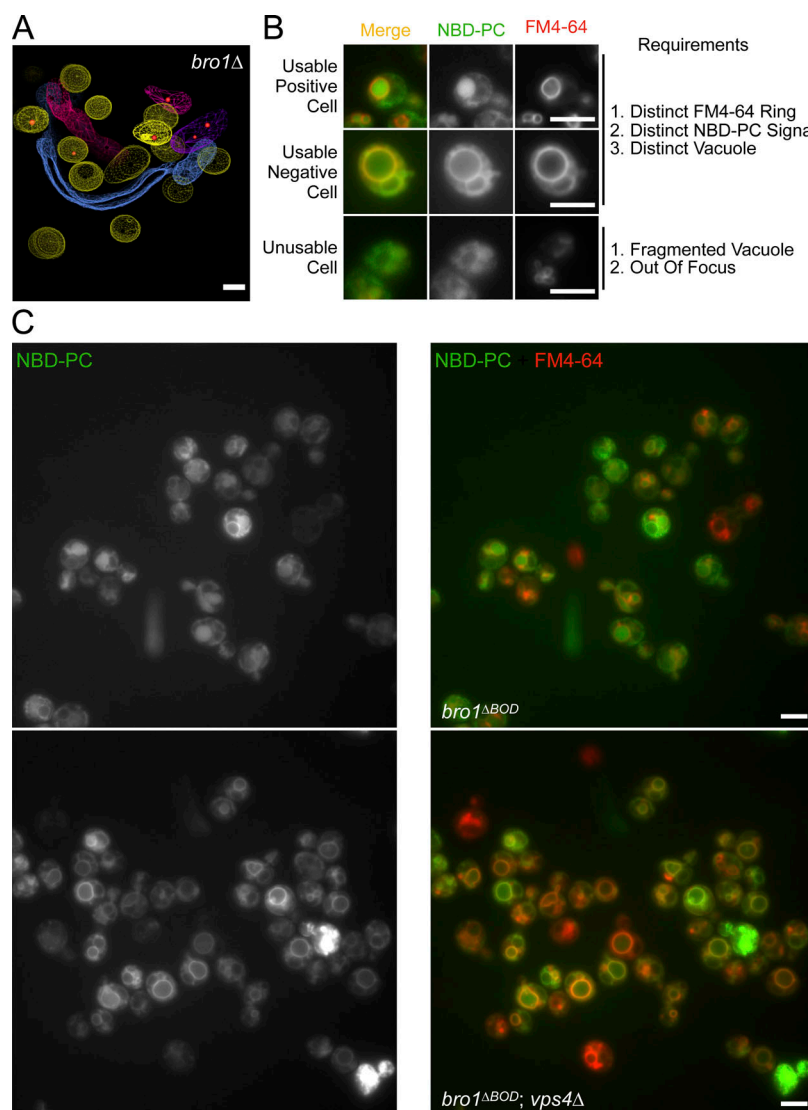 A
bro1Δ
B
Merge
NBD-PC
FM4-64
Requirements
Usable
Positive
Cell
1. Distinct FM4-64 Ring
2. Distinct NBD-PC Signa
3. Distinct Vacuole
Usable
Negative
Cell
Unusable
Cell
1. Fragmented Vacuole
2. Out Of Focus
C
NBD-PC
NBD-PC + FM4-64
bro1ΔBOD
bro1ΔBOD; vps4Δ